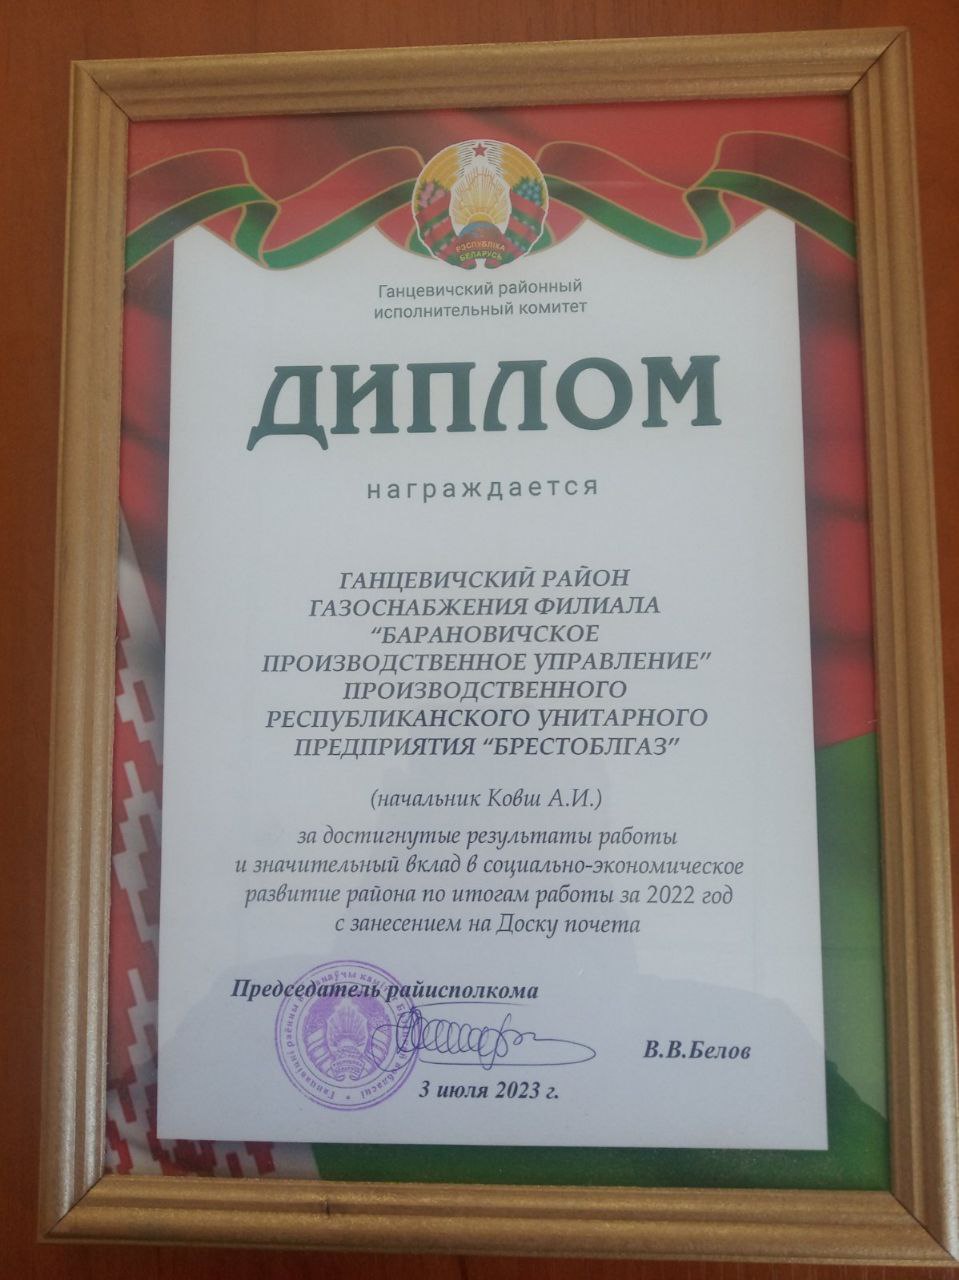 РЭСПУБЛІКА
БЕЛАРУСЬ
Ганцевичский районный
исполнительный комитет
ДИПЛОМ
награждается
ГАНЦЕВИЧСКИЙ РАЙОН
ГАЗОСНАБЖЕНИЯ ФИЛИАЛА
“БАРАНОВИЧСКОЕ
ПРОИЗВОДСТВЕННОЕ УПРАВЛЕНИЕ”
ПРОИЗВОДСТВЕННОГО
РЕСПУБЛИКАНСКОГО УНИТАРНОГО
ПРЕДПРИЯТИЯ “БРЕСТОБЛГАЗ”
(начальник Ковш А.И.)
за достигнутые результаты работы
и значительный вклад в социально-экономическое
развитие района по итогам работы за 2022 год
с занесением на Доску почета
Председатель райисполкома
В.В.Белов
3 июля 2023 г.